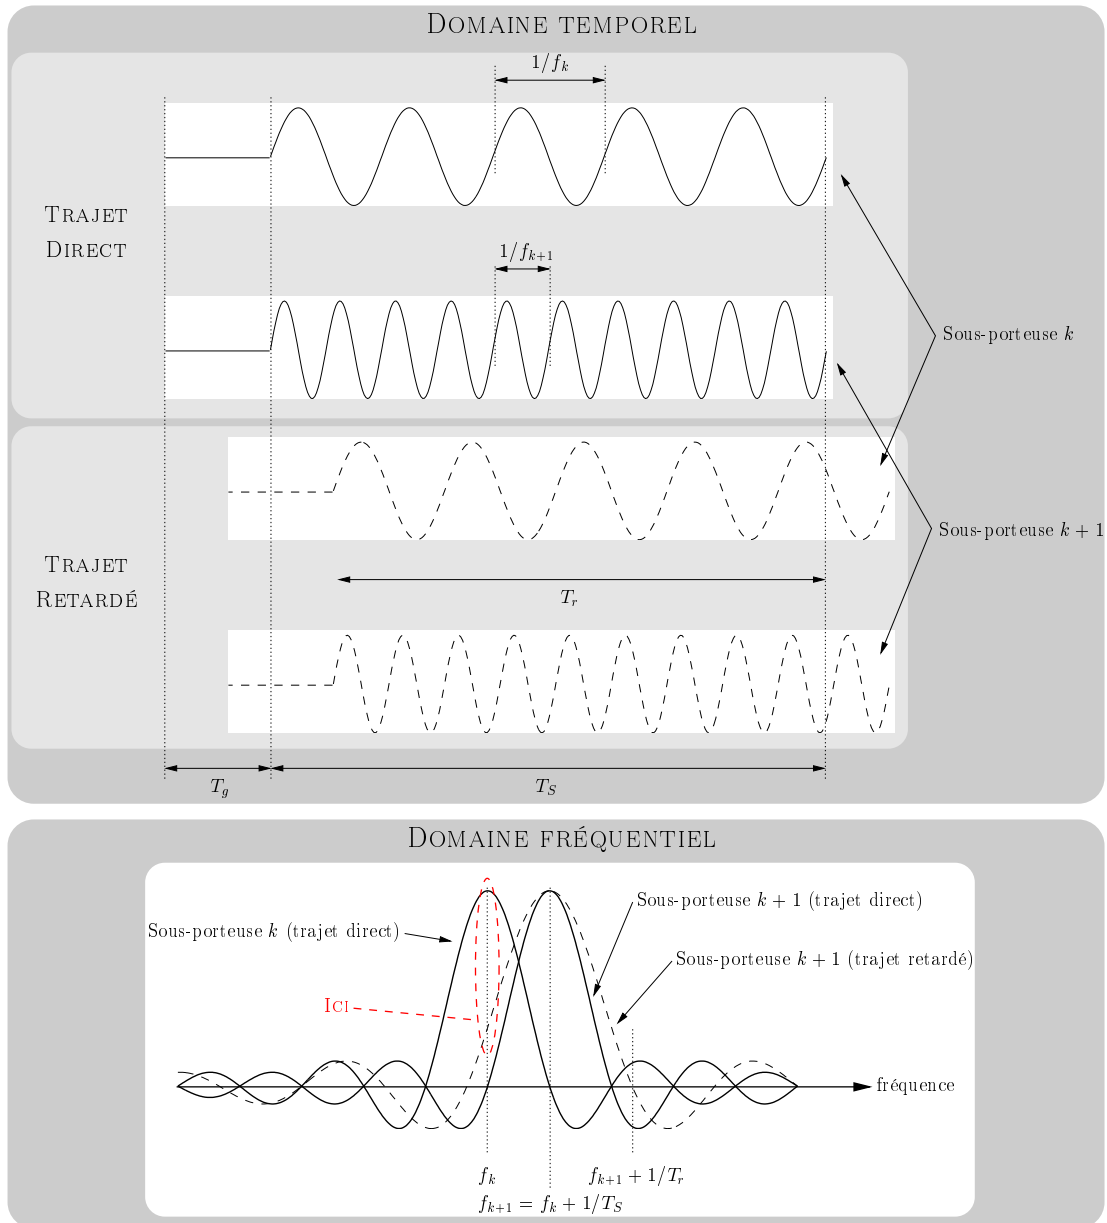 DOMAINE TEMPOREL
1/f_k
TRAJET
DIRECT
1/f_{k+1}
Sous-porteuse k
Sous-porteuse k + 1
TRAJET
RETARDÉ
T_r
T_g
T_S
DOMAINE FRÉQUENTIEL
Sous-porteuse k + 1 (trajet direct)
Sous-porteuse k (trajet direct)
Sous-porteuse k + 1 (trajet retardé)
ICI
fréquence
f_k
f_{k+1} + 1/T_r
f_{k+1} = f_k + 1/T_S